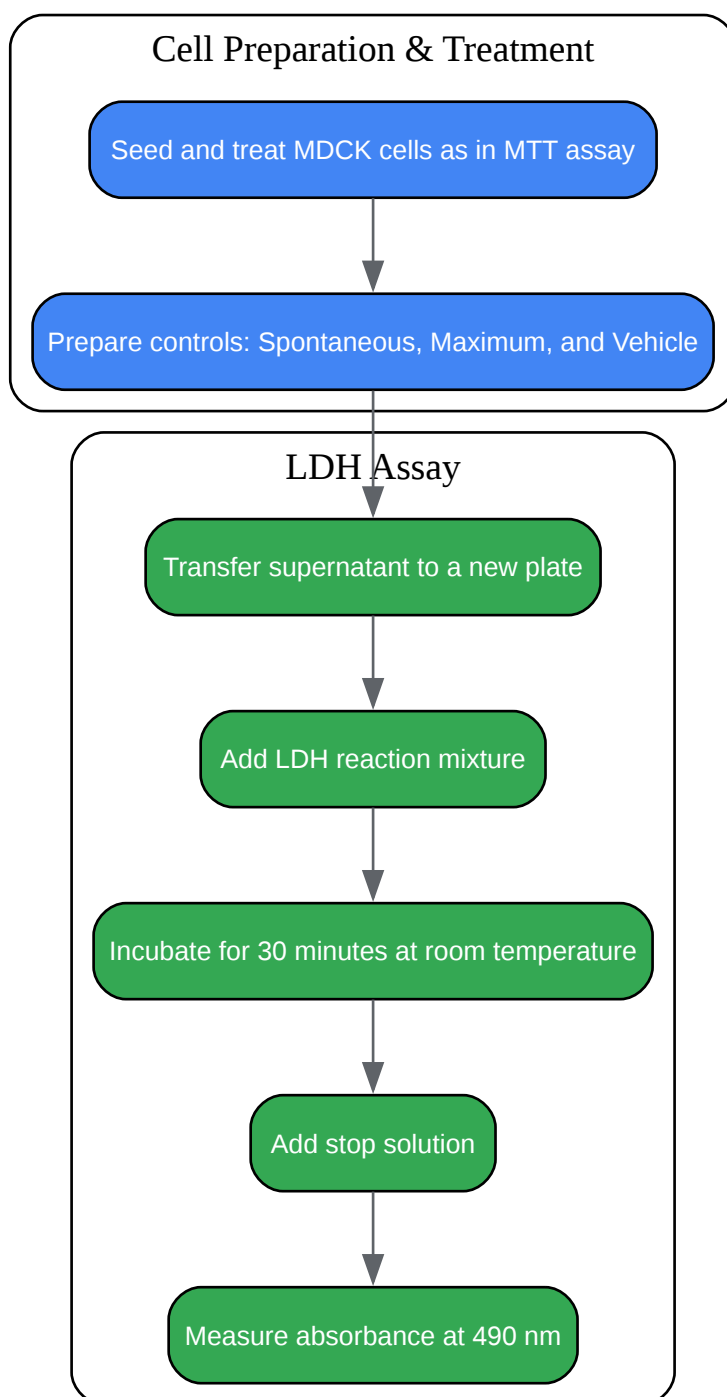 Cell Preparation & Treatment
Seed and treat MDCK cells as in MTT assay
Prepare controls: Spontaneous, Maximum, and Vehicle
LDH Assay
Transfer supernatant to a new plate
Add LDH reaction mixture
Incubate for 30 minutes at room temperature
Add stop solution
Measure absorbance at 490 nm